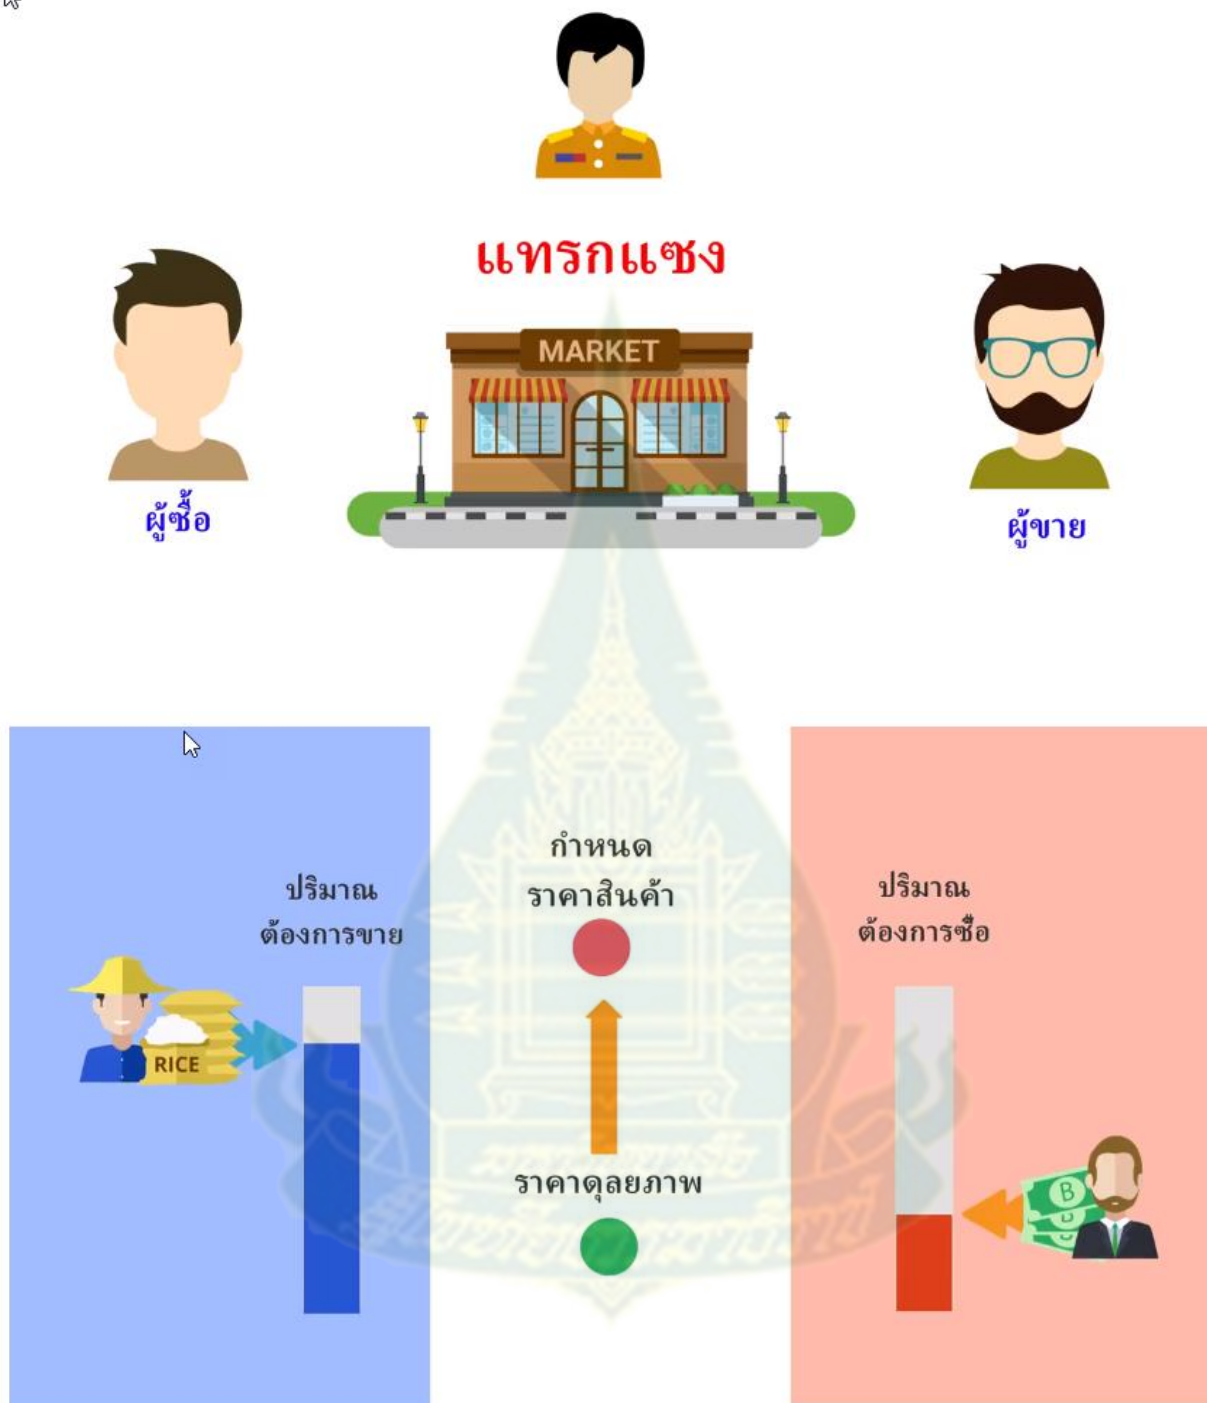 แทรกแซง
MARKET
ผู้ซื้อ
ผู้ขาย
กำหนด
ราคาสินค้า
ปริมาณ
ต้องการขาย
ปริมาณ
ต้องการซื้อ
RICE
ราคาดุลยภาพ
B